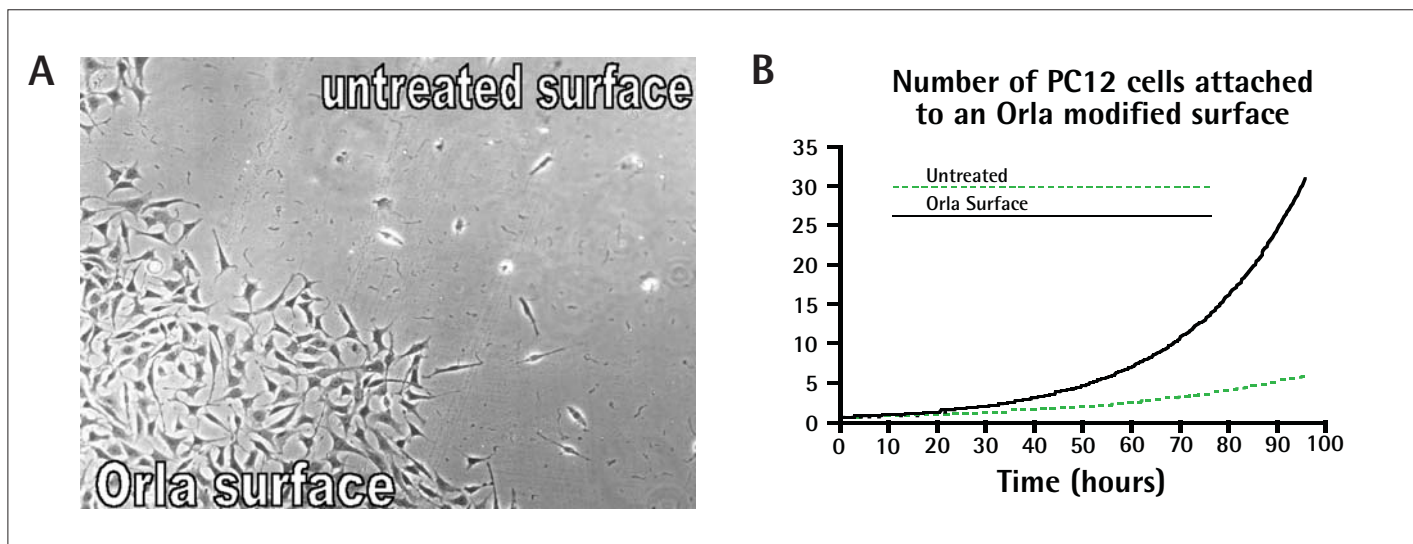 A
untreated surface
Orla surface
B
Number of PC12 cells attached
to an Orla modified surface
35
30
25
20
15
10
5
0
Untreated
Orla Surface
0 10 20 30 40 50 60 70 80 90 100
Time (hours)